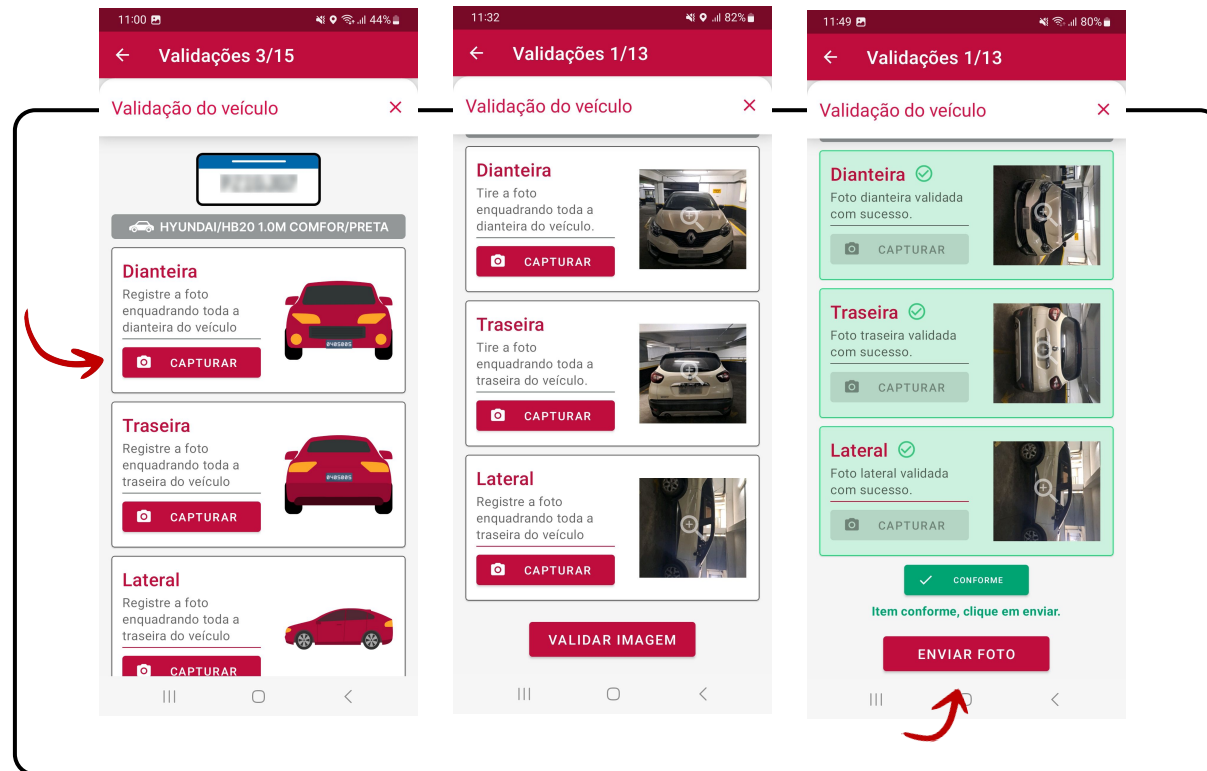 11:00
44%
Validações 3/15
Validação do veículo
HYUNDAI/HB20 1.0M COMFOR/PRETA
Dianteira
Registre a foto
enquadrando toda a
dianteira do veículo
CAPTURAR
Traseira
Registre a foto
enquadrando toda a
traseira do veículo
CAPTURAR
Lateral
Registre a foto
enquadrando toda a
traseira do veículo
CAPTURAR
11:32
82%
Validações 1/13
Validação do veículo
Dianteira
Tire a foto
enquadrando toda a
dianteira do veículo.
CAPTURAR
Traseira
Tire a foto
enquadrando toda a
traseira do veículo.
CAPTURAR
Lateral
Registre a foto
enquadrando toda a
traseira do veículo
CAPTURAR
VALIDAR IMAGEM
11:49
80%
Validações 1/13
Validação do veículo
Dianteira
Foto dianteira validada
com sucesso.
CAPTURAR
Traseira
Foto traseira validada
com sucesso.
CAPTURAR
Lateral
Foto lateral validada
com sucesso.
CAPTURAR
CONFORME
Item conforme, clique em enviar.
ENVIAR FOTO